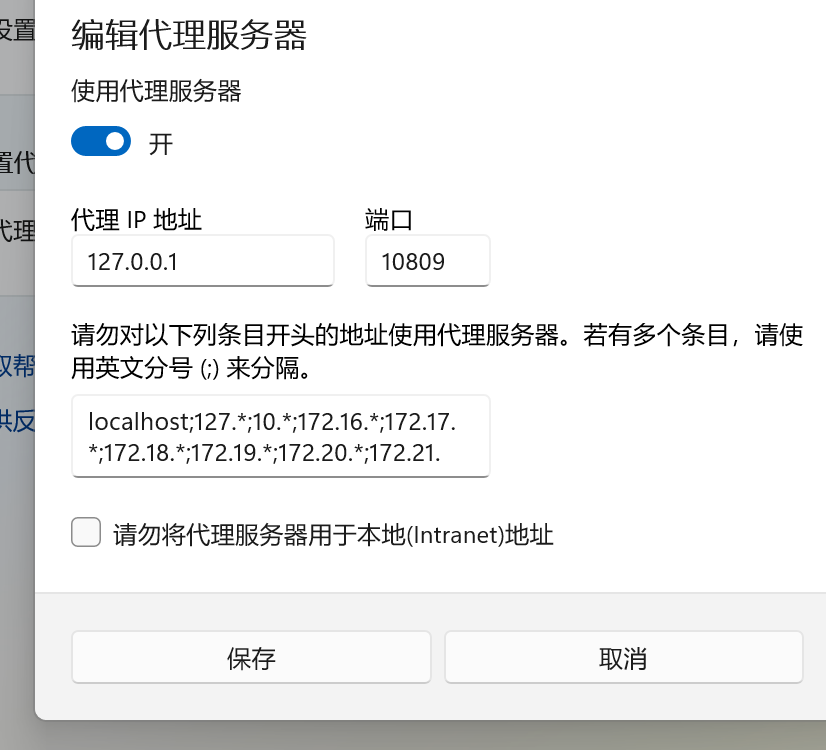 编辑代理服务器
设置
使用代理服务器
开
置代
代理 IP 地址
端口
代理
127.0.0.1
10809
请勿对以下列条目开头的地址使用代理服务器。若有多个条目，请使
用英文分号 (;) 来分隔。
取帮
localhost;127.*;10.*;172.16.*;172.17.
供反
*;172.18.*;172.19.*;172.20.*;172.21.
请勿将代理服务器用于本地(Intranet)地址
保存
取消